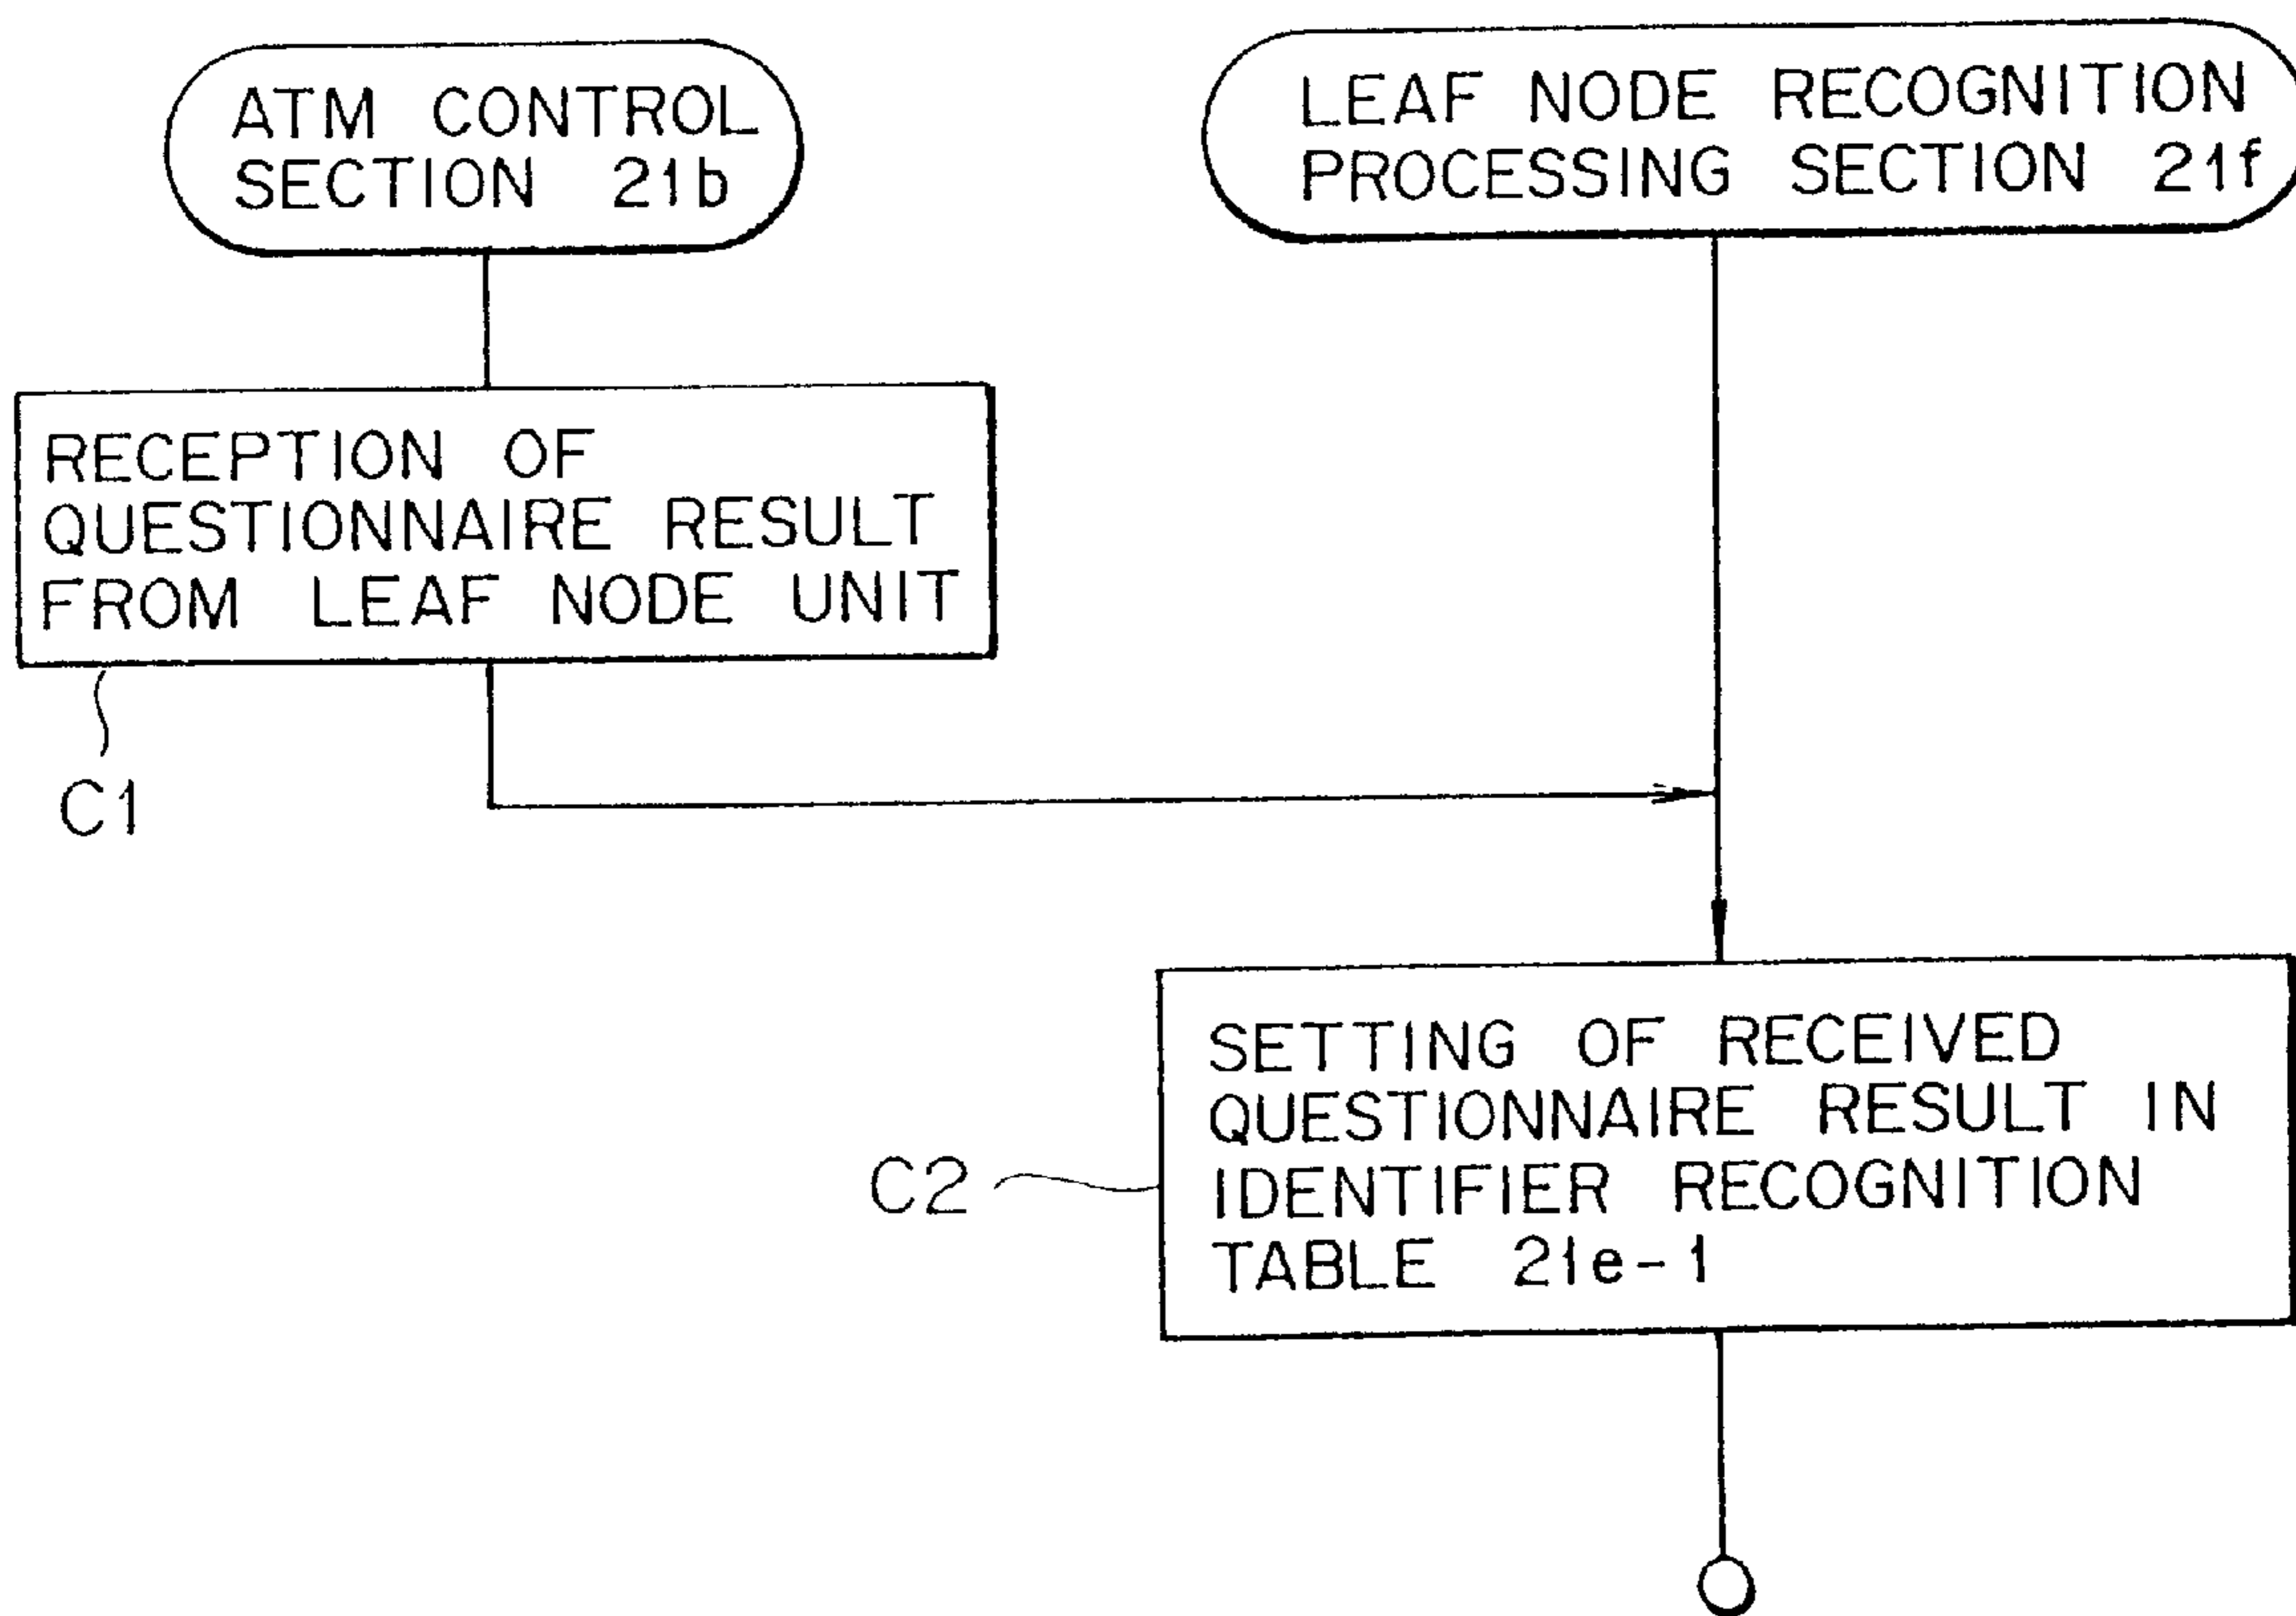 ATM CONTROL
SECTION 21b
LEAF NODE RECOGNITION
PROCESSING SECTION 21f
RECEPTION OF
QUESTIONNAIRE RESULT
FROM LEAF NODE UNIT
C1
SETTING OF RECEIVED
QUESTIONNAIRE RESULT IN
IDENTIFIER RECOGNITION
TABLE 21e-1
C2